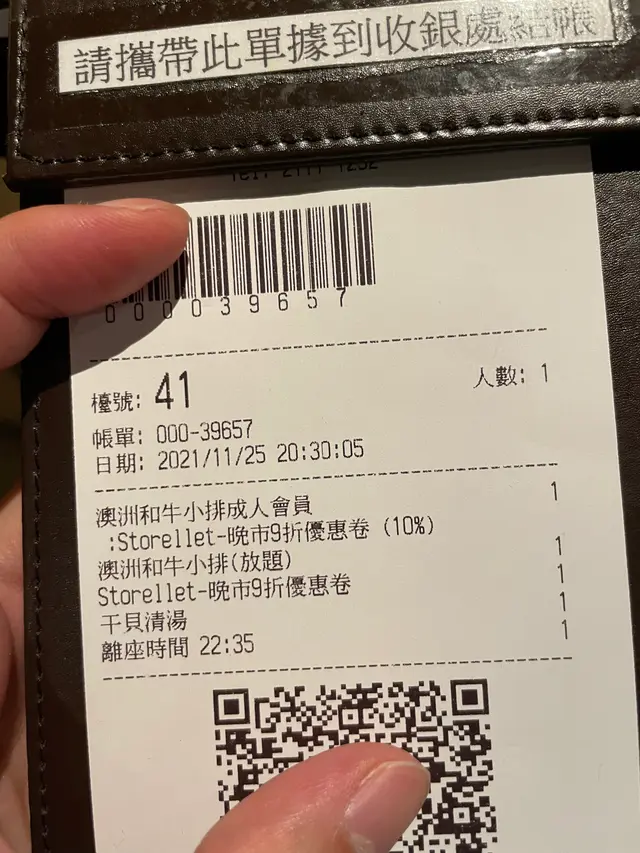 請攜帶此單據到收銀處結帳
00039657
檯號: 41 人數: 1
帳單: 000-39657
日期: 2021/11/25 20:30:05
澳洲和牛小排成人會員 1
:Storellet-晚市9折優惠卷 (10%)
澳洲和牛小排(放題) 1
Storellet-晚市9折優惠卷 1
干貝清湯 1
離座時間 22:35 1